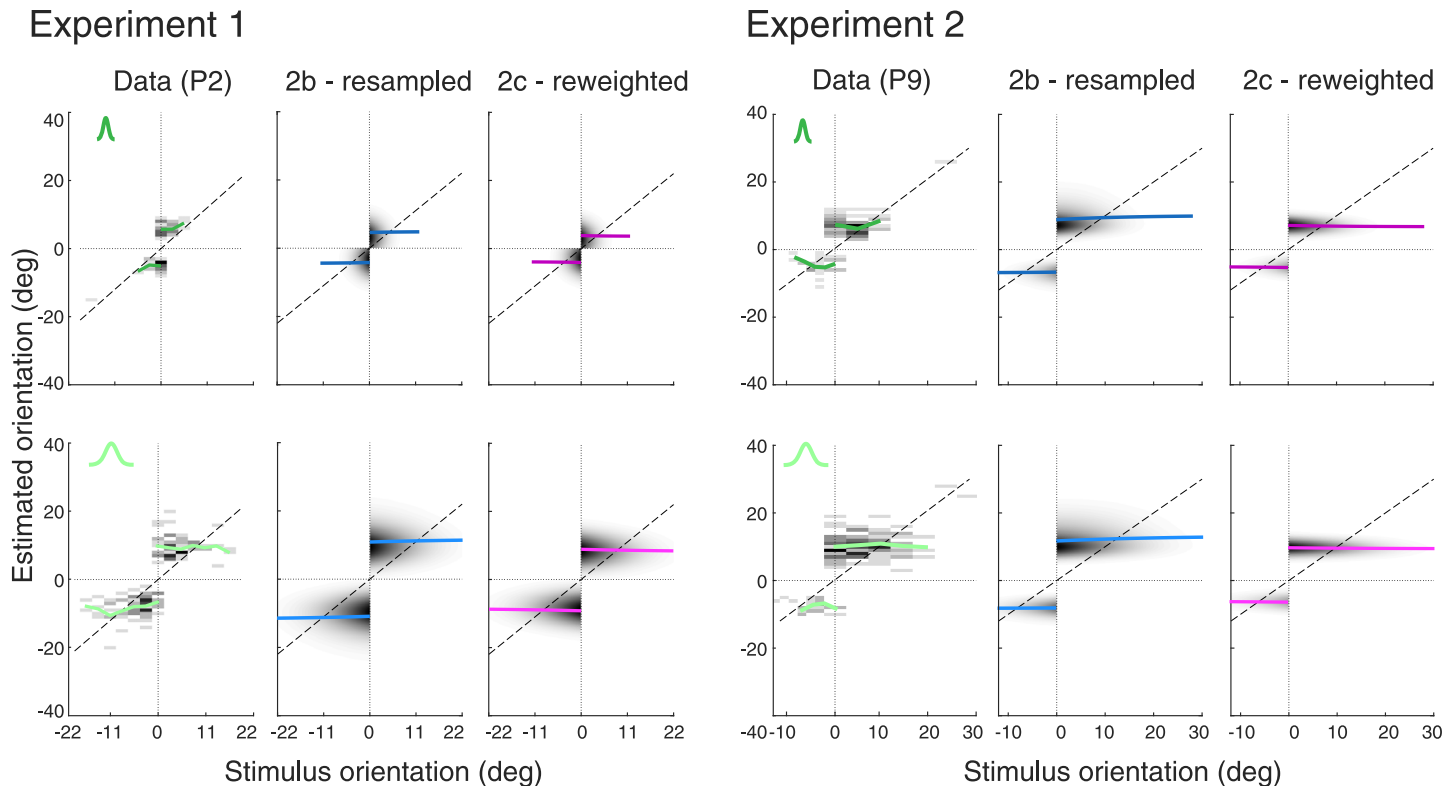 Experiment 1
Experiment 2
Data (P2)
2b - resampled
2c - reweighted
Data (P9)
2b - resampled
2c - reweighted
Estimated orientation (deg)
40
20
0
-20
-40
40
20
0
-20
-40
40
20
0
-20
-40
40
20
0
-20
-40
-22 -11 0 11 22
-22 -11 0 11 22
-22 -11 0 11 22
-10 0 10 20 30
-10 0 10 20 30
-10 0 10 20 30
Stimulus orientation (deg)
Stimulus orientation (deg)